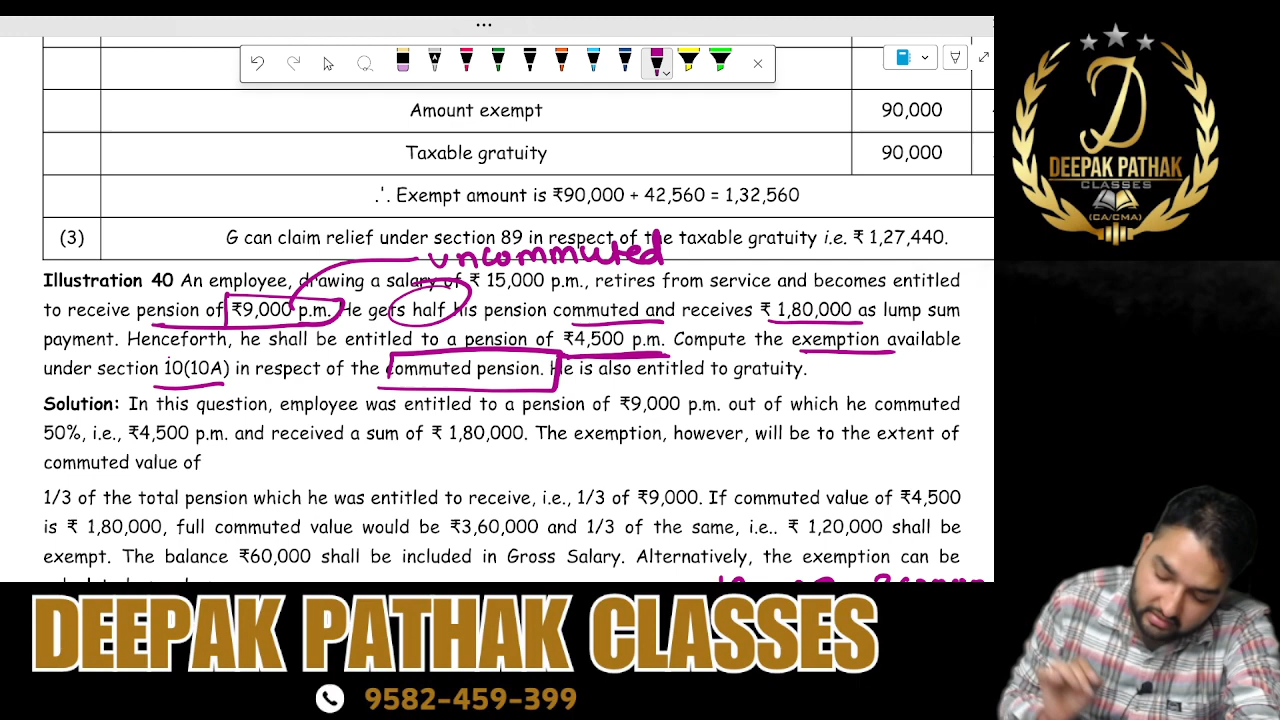 Amount exempt 90,000
Taxable gratuity 90,000
.'. Exempt amount is ₹90,000 + 42,560 = 1,32,560
(3) G can claim relief under section 89 in respect of the taxable gratuity i.e. ₹ 1,27,440.
uncommuted
Illustration 40 An employee, drawing a salary of ₹ 15,000 p.m., retires from service and becomes entitled
to receive pension of ₹9,000 p.m. He gets half his pension commuted and receives ₹ 1,80,000 as lump sum
payment. Henceforth, he shall be entitled to a pension of ₹4,500 p.m. Compute the exemption available
under section 10(10A) in respect of the commuted pension. He is also entitled to gratuity.
Solution: In this question, employee was entitled to a pension of ₹9,000 p.m. out of which he commuted
50%, i.e., ₹4,500 p.m. and received a sum of ₹ 1,80,000. The exemption, however, will be to the extent of
commuted value of
1/3 of the total pension which he was entitled to receive, i.e., 1/3 of ₹9,000. If commuted value of ₹4,500
is ₹ 1,80,000, full commuted value would be ₹3,60,000 and 1/3 of the same, i.e.. ₹ 1,20,000 shall be
exempt. The balance ₹60,000 shall be included in Gross Salary. Alternatively, the exemption can be
D
DEEPAK PATHAK
CLASSES
(CA/CMA)
DEEPAK PATHAK CLASSES
9582-459-399